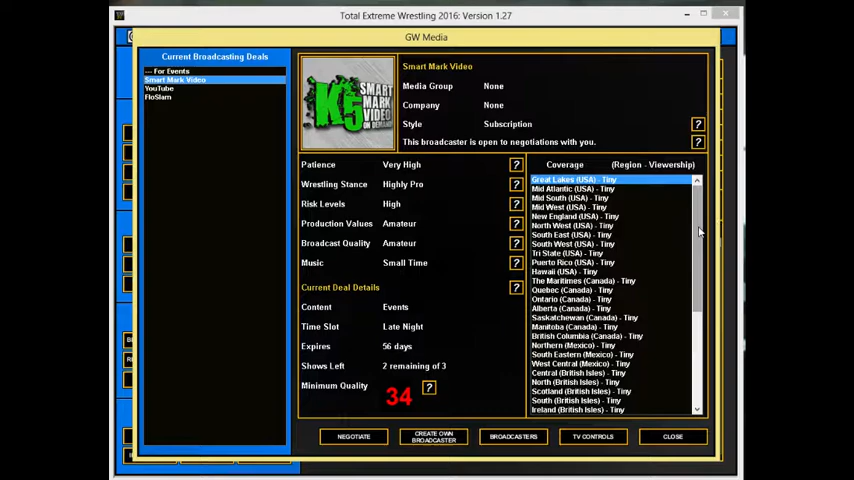 Total Extreme Wrestling 2016: Version 1.27
GW Media
Current Broadcasting Deals
--- For Events
Smart Mark Video
YouTube
FloSlam
K5
SMART
MARK
VIDEO
ON DEMAND
Smart Mark Video
Media Group None
Company None
Style Subscription ?
This broadcaster is open to negotiations with you. ?
Patience Very High ?
Wrestling Stance Highly Pro ?
Risk Levels High ?
Production Values Amateur ?
Broadcast Quality Amateur ?
Music Small Time ?
Current Deal Details ?
Content Events
Time Slot Late Night
Expires 56 days
Shows Left 2 remaining of 3
Minimum Quality 34 ?
Coverage (Region - Viewership)
Great Lakes (USA) - Tiny
Mid Atlantic (USA) - Tiny
Mid South (USA) - Tiny
Mid West (USA) - Tiny
New England (USA) - Tiny
North West (USA) - Tiny
South East (USA) - Tiny
South West (USA) - Tiny
Tri State (USA) - Tiny
Puerto Rico (USA) - Tiny
Hawaii (USA) - Tiny
The Maritimes (Canada) - Tiny
Quebec (Canada) - Tiny
Ontario (Canada) - Tiny
Alberta (Canada) - Tiny
Saskatchewan (Canada) - Tiny
Manitoba (Canada) - Tiny
British Columbia (Canada) - Tiny
Northern (Mexico) - Tiny
South Eastern (Mexico) - Tiny
West Central (Mexico) - Tiny
Central (British Isles) - Tiny
North (British Isles) - Tiny
Scotland (British Isles) - Tiny
South (British Isles) - Tiny
Ireland (British Isles) - Tiny
NEGOTIATE
CREATE OWN
BROADCASTER
BROADCASTERS
TV CONTROLS
CLOSE